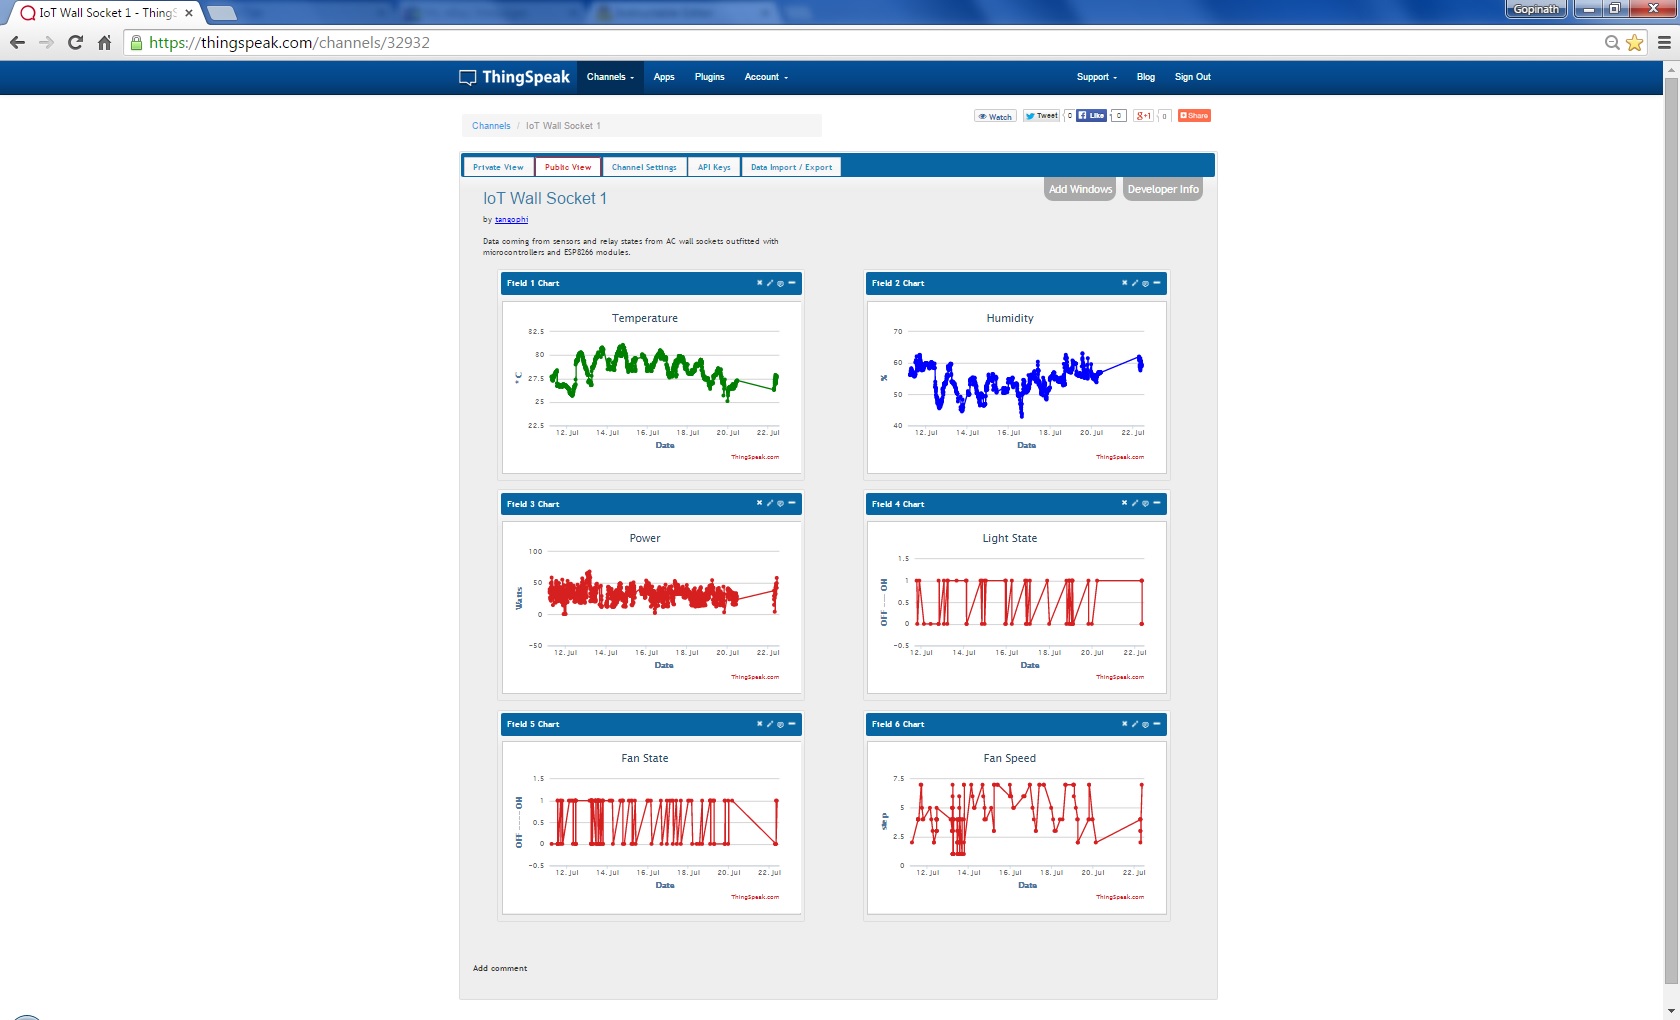 IoT Wall Socket 1 - ThingS
Gopinath
https://thingspeak.com/channels/32932
ThingSpeak Channels Apps Plugins Account Support Blog Sign Out
Channels / IoT Wall Socket 1
Watch Tweet 0 Like 0 g+1 0 Share
Private View Public View Channel Settings API Keys Data Import / Export
Add Windows Developer Info
IoT Wall Socket 1
by tangophi
Data coming from sensors and relay states from AC wall sockets outfitted with
microcontrollers and ESP8266 modules.
Field 1 Chart
Temperature
°C
32.5
30
27.5
25
22.5
12. Jul 14. Jul 16. Jul 18. Jul 20. Jul 22. Jul
Date
ThingSpeak.com
Field 2 Chart
Humidity
%
70
60
50
40
12. Jul 14. Jul 16. Jul 18. Jul 20. Jul 22. Jul
Date
ThingSpeak.com
Field 3 Chart
Power
Watts
100
50
0
-50
12. Jul 14. Jul 16. Jul 18. Jul 20. Jul 22. Jul
Date
ThingSpeak.com
Field 4 Chart
Light State
OFF ---- ON
1.5
1
0.5
0
-0.5
12. Jul 14. Jul 16. Jul 18. Jul 20. Jul 22. Jul
Date
ThingSpeak.com
Field 5 Chart
Fan State
OFF ----- ON
1.5
1
0.5
0
-0.5
12. Jul 14. Jul 16. Jul 18. Jul 20. Jul 22. Jul
Date
ThingSpeak.com
Field 6 Chart
Fan Speed
step
7.5
5
2.5
0
12. Jul 14. Jul 16. Jul 18. Jul 20. Jul 22. Jul
Date
ThingSpeak.com
Add comment